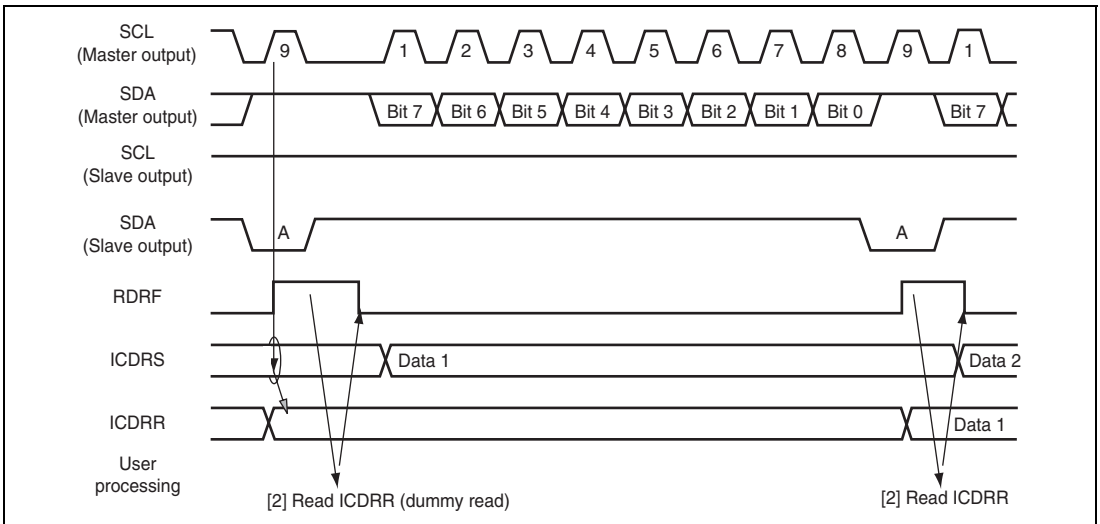 SCL
(Master output)
9 1 2 3 4 5 6 7 8 9 1
SDA
(Master output)
Bit 7 Bit 6 Bit 5 Bit 4 Bit 3 Bit 2 Bit 1 Bit 0 Bit 7
SCL
(Slave output)
SDA
(Slave output)
A A
RDRF
ICDRS
Data 1 Data 2
ICDRR
Data 1
User
processing
[2] Read ICDRR (dummy read) [2] Read ICDRR